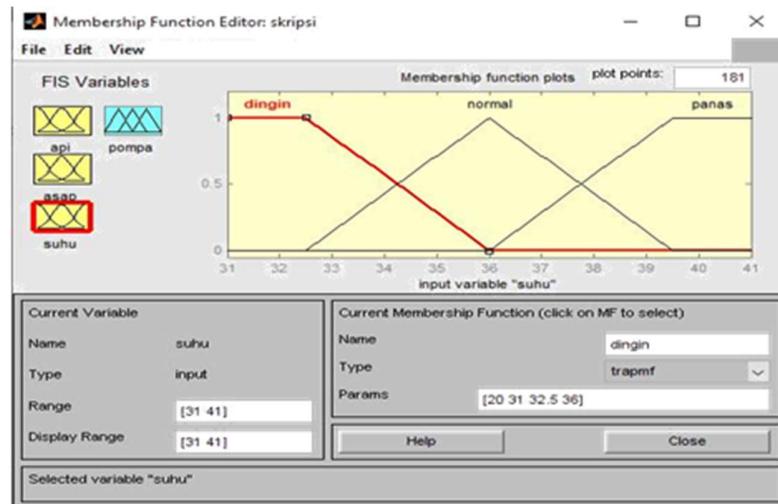 Membership Function Editor: skripsi
File Edit View
FIS Variables
api
pompa
asap
suhu
Membership function plots
plot points:
181
dingin
normal
panas
1
0.5
0
31 32 33 34 35 36 37 38 39 40 41
input variable "suhu"
Current Variable
Name suhu
Type input
Range [31 41]
Display Range [31 41]
Current Membership Function (click on MF to select)
Name dingin
Type trapmf
Params [20 31 32.5 36]
Help
Close
Selected variable "suhu"